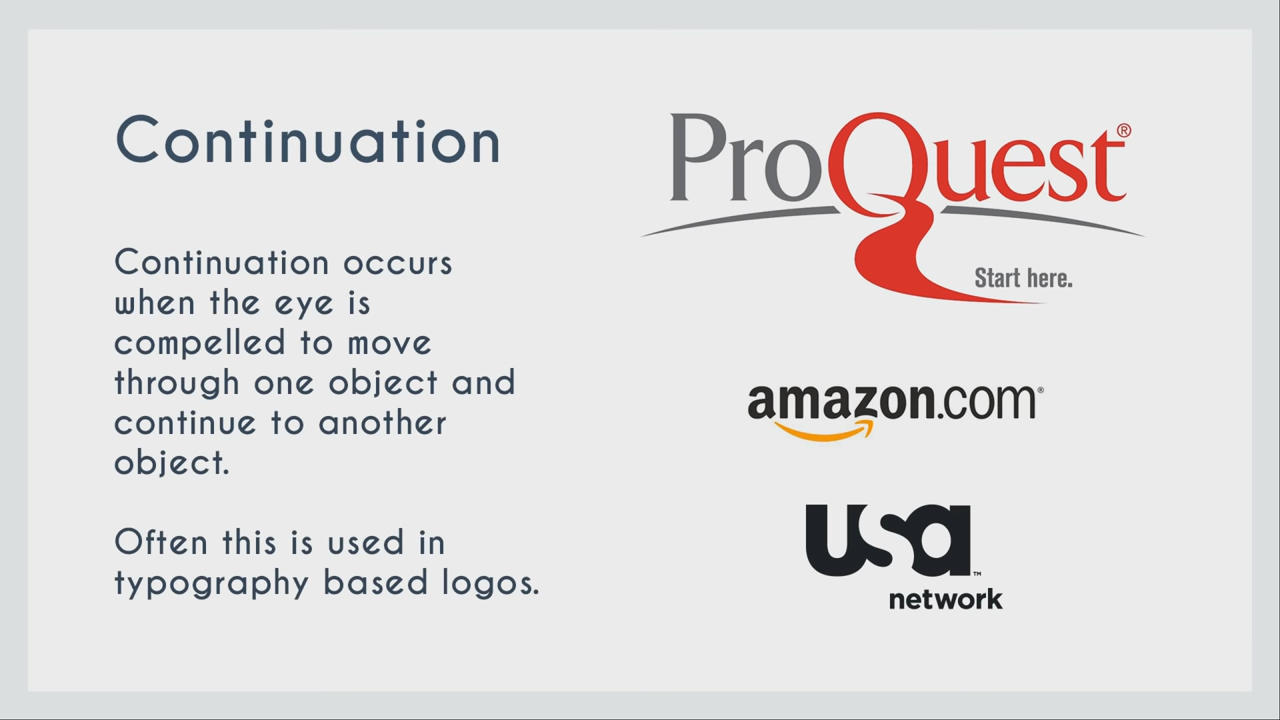 Continuation
Continuation occurs
when the eye is
compelled to move
through one object and
continue to another
object.
Often this is used in
typography based logos.
ProQuest®
Start here.
amazon.com®
usa™
network